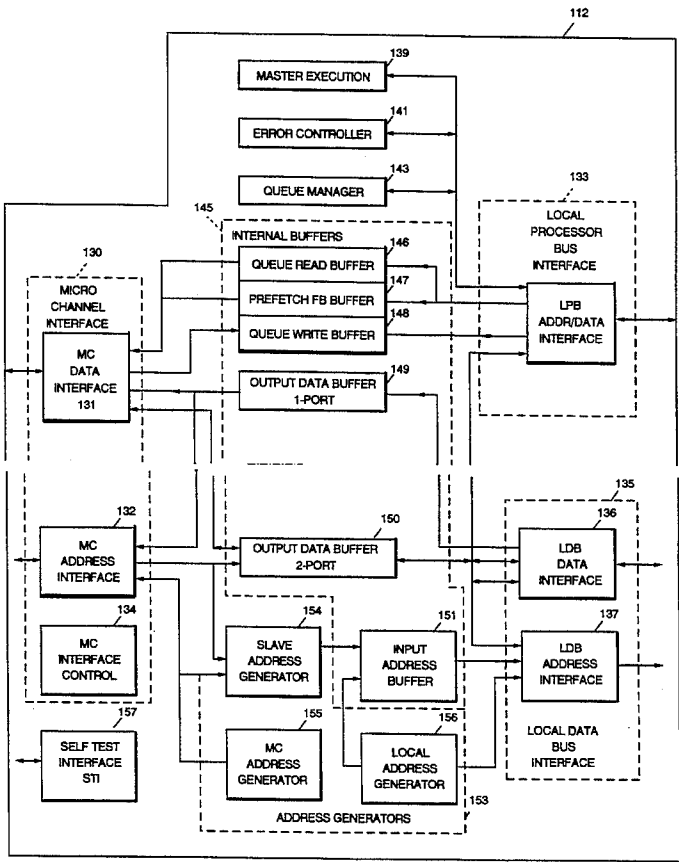 112
139
MASTER EXECUTION
141
ERROR CONTROLLER
143
QUEUE MANAGER
133
LOCAL
PROCESSOR
BUS
INTERFACE
145
INTERNAL BUFFERS
146
QUEUE READ BUFFER
147
PREFETCH FB BUFFER
148
QUEUE WRITE BUFFER
130
MICRO
CHANNEL
INTERFACE
MC
DATA
INTERFACE
131
LPB
ADDR/DATA
INTERFACE
149
OUTPUT DATA BUFFER
1-PORT
132
MC
ADDRESS
INTERFACE
150
OUTPUT DATA BUFFER
2-PORT
135
136
LDB
DATA
INTERFACE
134
MC
INTERFACE
CONTROL
154
SLAVE
ADDRESS
GENERATOR
151
INPUT
ADDRESS
BUFFER
137
LDB
ADDRESS
INTERFACE
157
SELF TEST
INTERFACE
STI
155
MC
ADDRESS
GENERATOR
156
LOCAL
ADDRESS
GENERATOR
LOCAL DATA
BUS
INTERFACE
153
ADDRESS GENERATORS